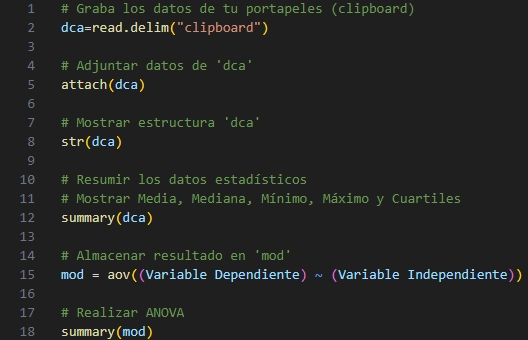 1 # Graba los datos de tu portapeles (clipboard)
2 dca=read.delim("clipboard")
3
4 # Adjuntar datos de 'dca'
5 attach(dca)
6
7 # Mostrar estructura 'dca'
8 str(dca)
9
10 # Resumir los datos estadísticos
11 # Mostrar Media, Mediana, Mínimo, Máximo y Cuartiles
12 summary(dca)
13
14 # Almacenar resultado en 'mod'
15 mod = aov((Variable Dependiente) ~ (Variable Independiente))
16
17 # Realizar ANOVA
18 summary(mod)